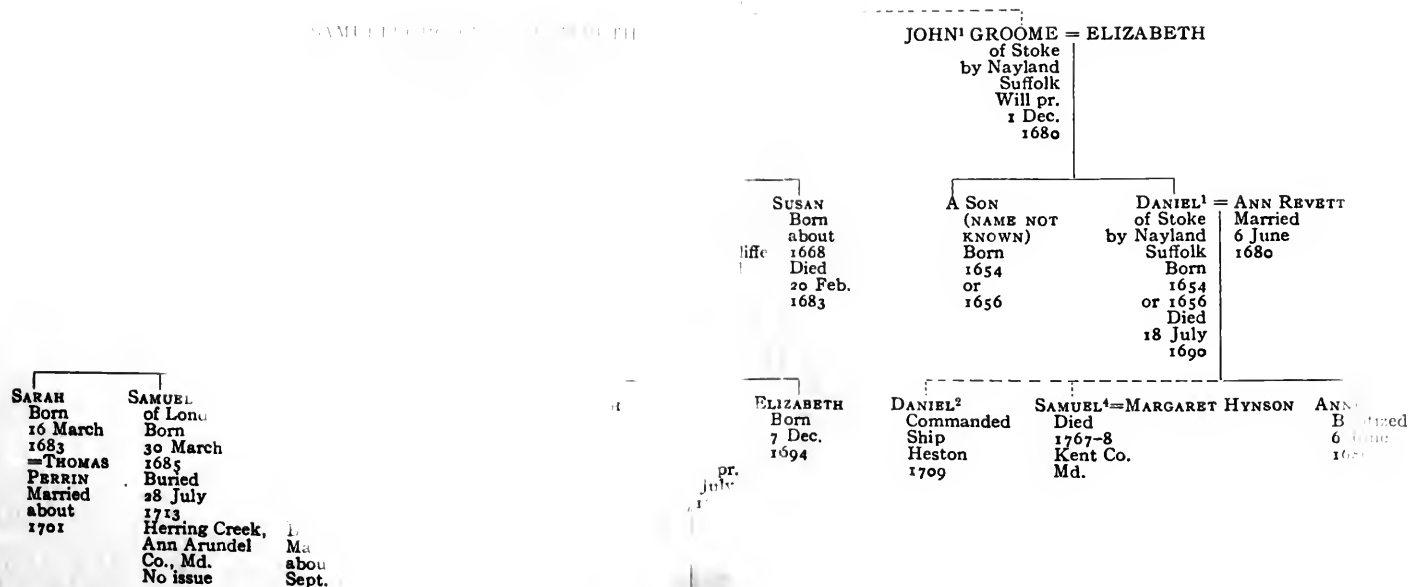 JOHN¹ GROOME = ELIZABETH
of Stoke
by Nayland
Suffolk
Will pr.
1 Dec.
1680
SUSAN
Born
about
1668
Died
20 Feb.
1683
A SON
(NAME NOT
KNOWN)
Born
1654
or
1656
DANIEL¹ = ANN REVETT
of Stoke
by Nayland
Suffolk
Born
1654
or 1656
Died
18 July
1690
Married
6 June
1680
SARAH
Born
16 March
1683
=THOMAS
PERRIN
Married
about
1701
SAMUEL
of
Born
30 March
1685
Buried
28 July
1713
Herring Creek,
Ann Arundel
Co., Md.
No issue
Sept.
pr.
ELIZABETH
Born
7 Dec.
1694
DANIEL²
Commanded
Ship
Heston
1709
SAMUEL⁴=MARGARET HYNSON
Died
1767-8
Kent Co.
Md.
6